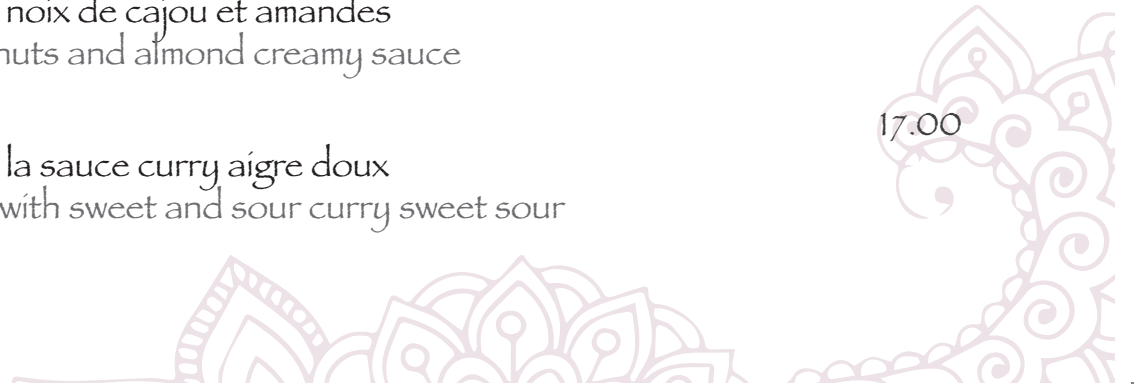 noix de cajou et amandes
nuts and almond creamy sauce
17.00
la sauce curry aigre doux
with sweet and sour curry sweet sour